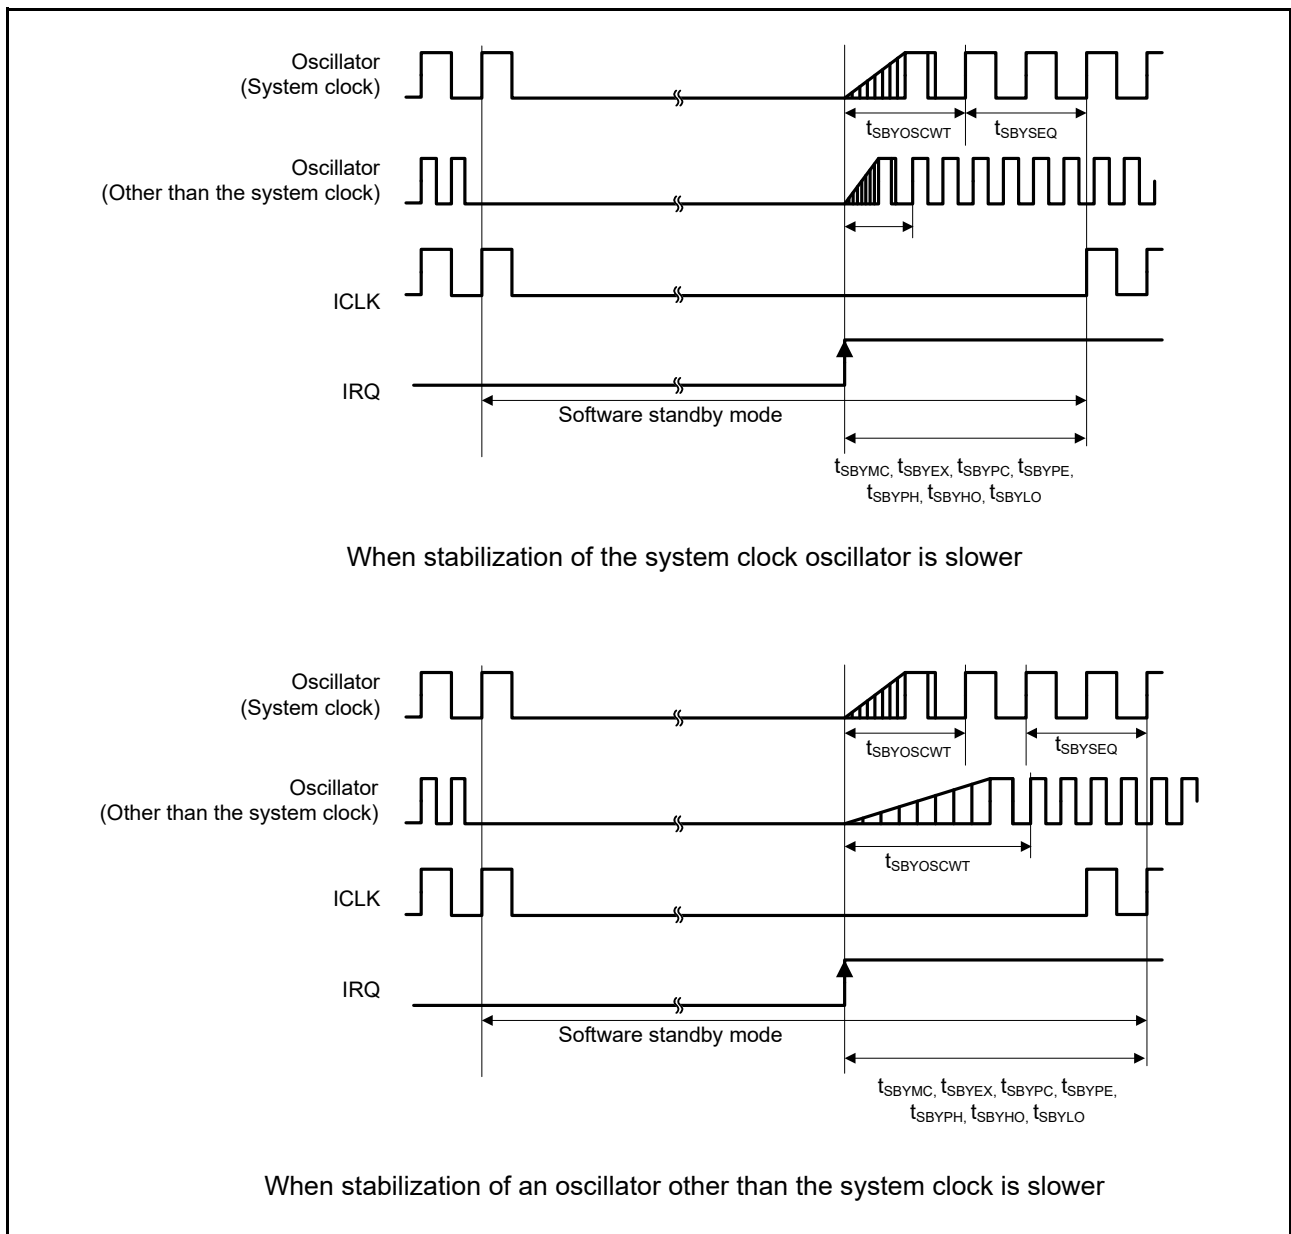 Oscillator
(System clock)
tSBYOSCWT
tSBYSEQ
Oscillator
(Other than the system clock)
ICLK
IRQ
Software standby mode
tSBYMC, tSBYEX, tSBYPC, tSBYPE,
tSBYPH, tSBYHO, tSBYLO
When stabilization of the system clock oscillator is slower
Oscillator
(System clock)
tSBYOSCWT
tSBYSEQ
Oscillator
(Other than the system clock)
tSBYOSCWT
ICLK
IRQ
Software standby mode
tSBYMC, tSBYEX, tSBYPC, tSBYPE,
tSBYPH, tSBYHO, tSBYLO
When stabilization of an oscillator other than the system clock is slower